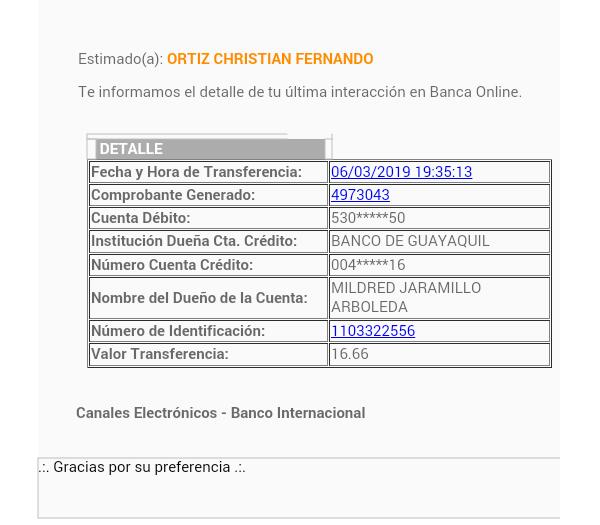 Estimado(a): ORTIZ CHRISTIAN FERNANDO
Te informamos el detalle de tu última interacción en Banca Online.
DETALLE
Fecha y Hora de Transferencia: 06/03/2019 19:35:13
Comprobante Generado: 4973043
Cuenta Débito: 530*****50
Institución Dueña Cta. Crédito: BANCO DE GUAYAQUIL
Número Cuenta Crédito: 004*****16
Nombre del Dueño de la Cuenta: MILDRED JARAMILLO
ARBOLEDA
Número de Identificación: 1103322556
Valor Transferencia: 16.66
Canales Electrónicos - Banco Internacional
.:. Gracias por su preferencia .:.